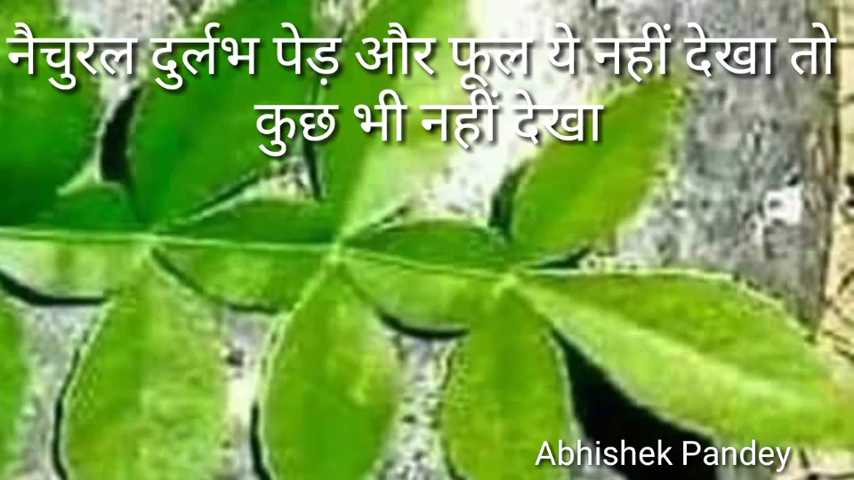 नैचुरल दुर्लभ पेड़ और फूल ये नहीं देखा तो
कुछ भी नहीं देखा
Abhishek Pandey